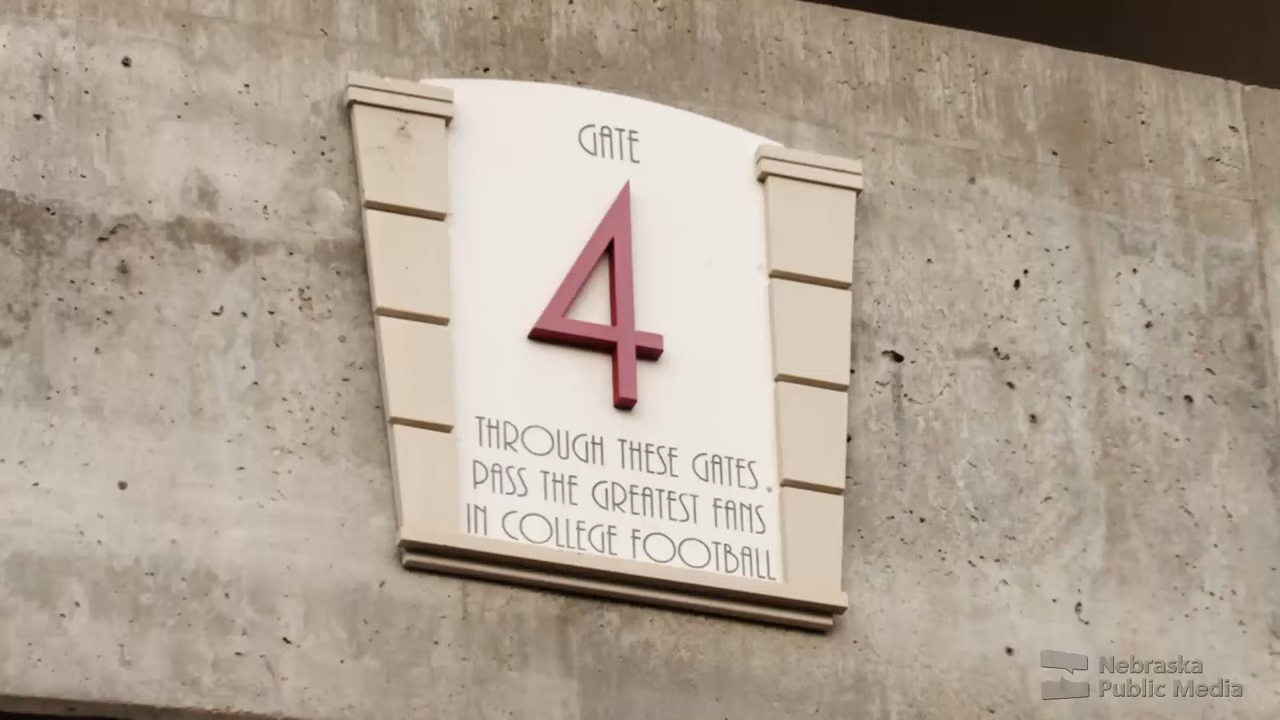 GATE
4
THROUGH THESE GATES
PASS THE GREATEST FANS
IN COLLEGE FOOTBALL
Nebraska
Public Media